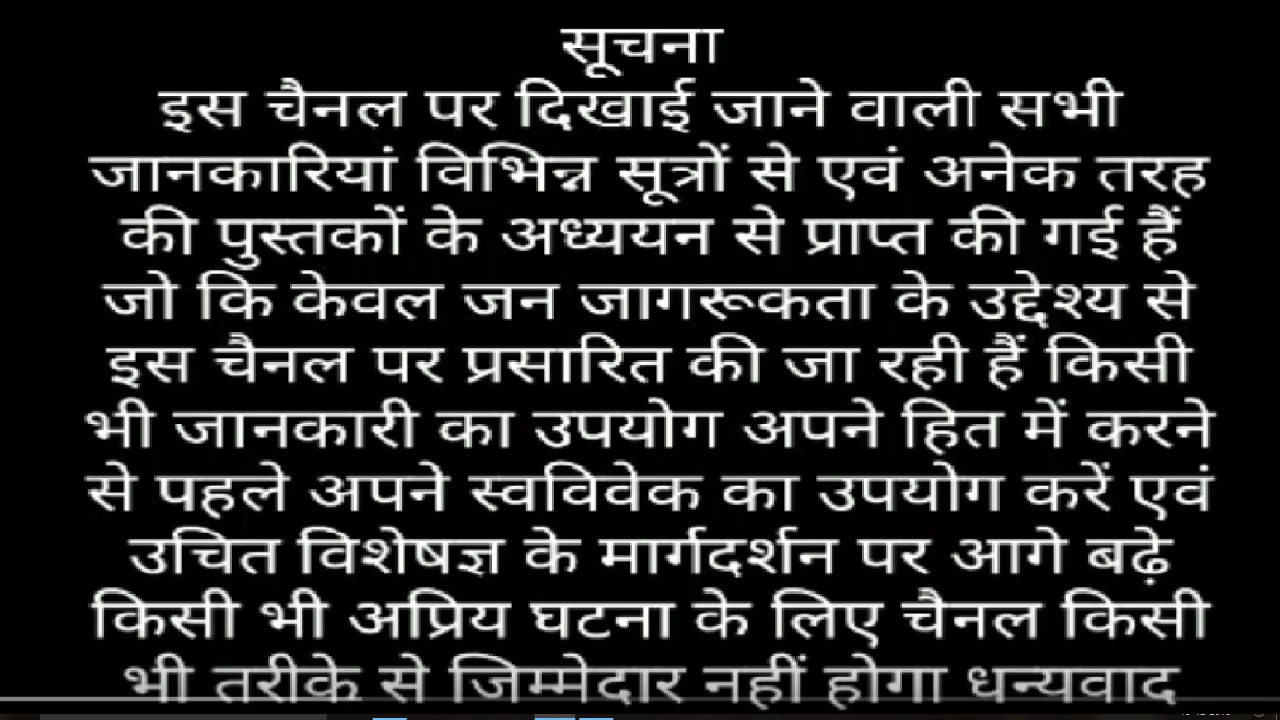 सूचना
इस चैनल पर दिखाई जाने वाली सभी
जानकारियां विभिन्न सूत्रों से एवं अनेक तरह
की पुस्तकों के अध्ययन से प्राप्त की गई हैं
जो कि केवल जन जागरूकता के उद्देश्य से
इस चैनल पर प्रसारित की जा रही हैं किसी
भी जानकारी का उपयोग अपने हित में करने
से पहले अपने स्वविवेक का उपयोग करें एवं
उचित विशेषज्ञ के मार्गदर्शन पर आगे बढ़े
किसी भी अप्रिय घटना के लिए चैनल किसी
भी तरीके से जिम्मेदार नहीं होगा धन्यवाद